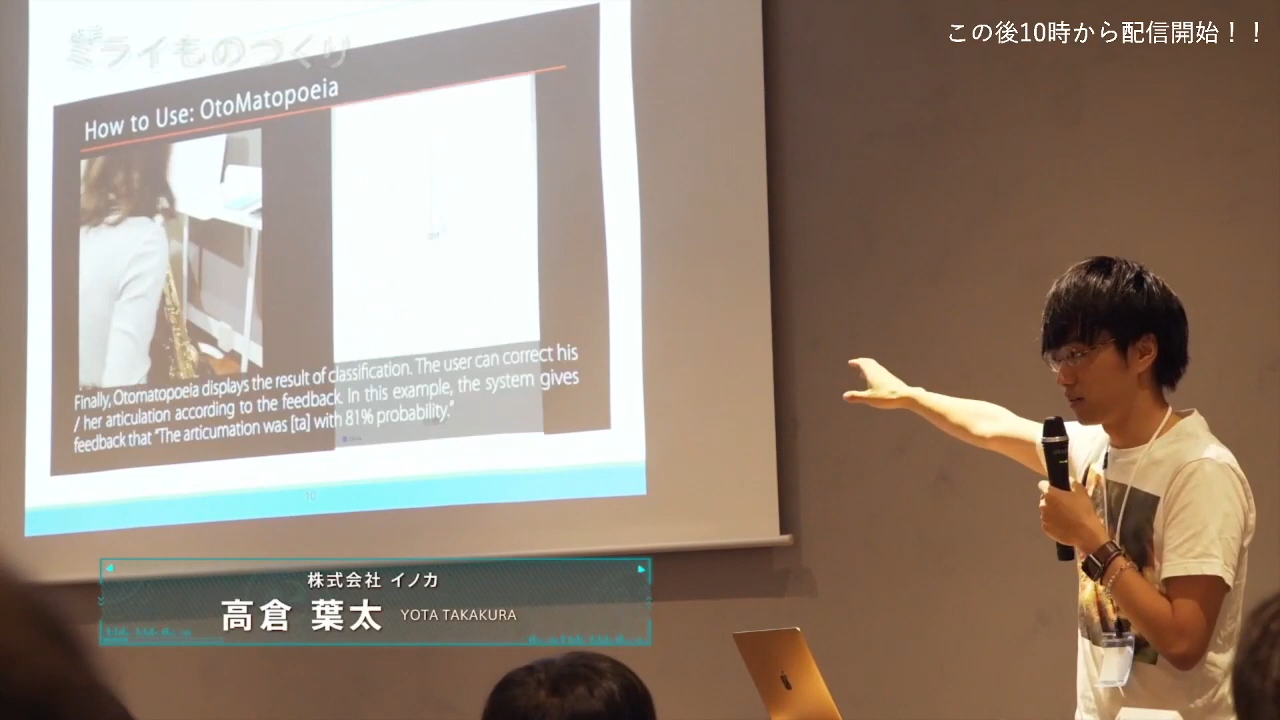 この後10時から配信開始！！
ミライものづくり
How to Use: OtoMatopoeia
Finally, Otomatopoeia displays the result of classification. The user can correct his
/ her articulation according to the feedback. In this example, the system gives
feedback that "The articumation was [ta] with 81% probability."
10
株式会社 イノカ
高倉 葉太 YOTA TAKAKURA